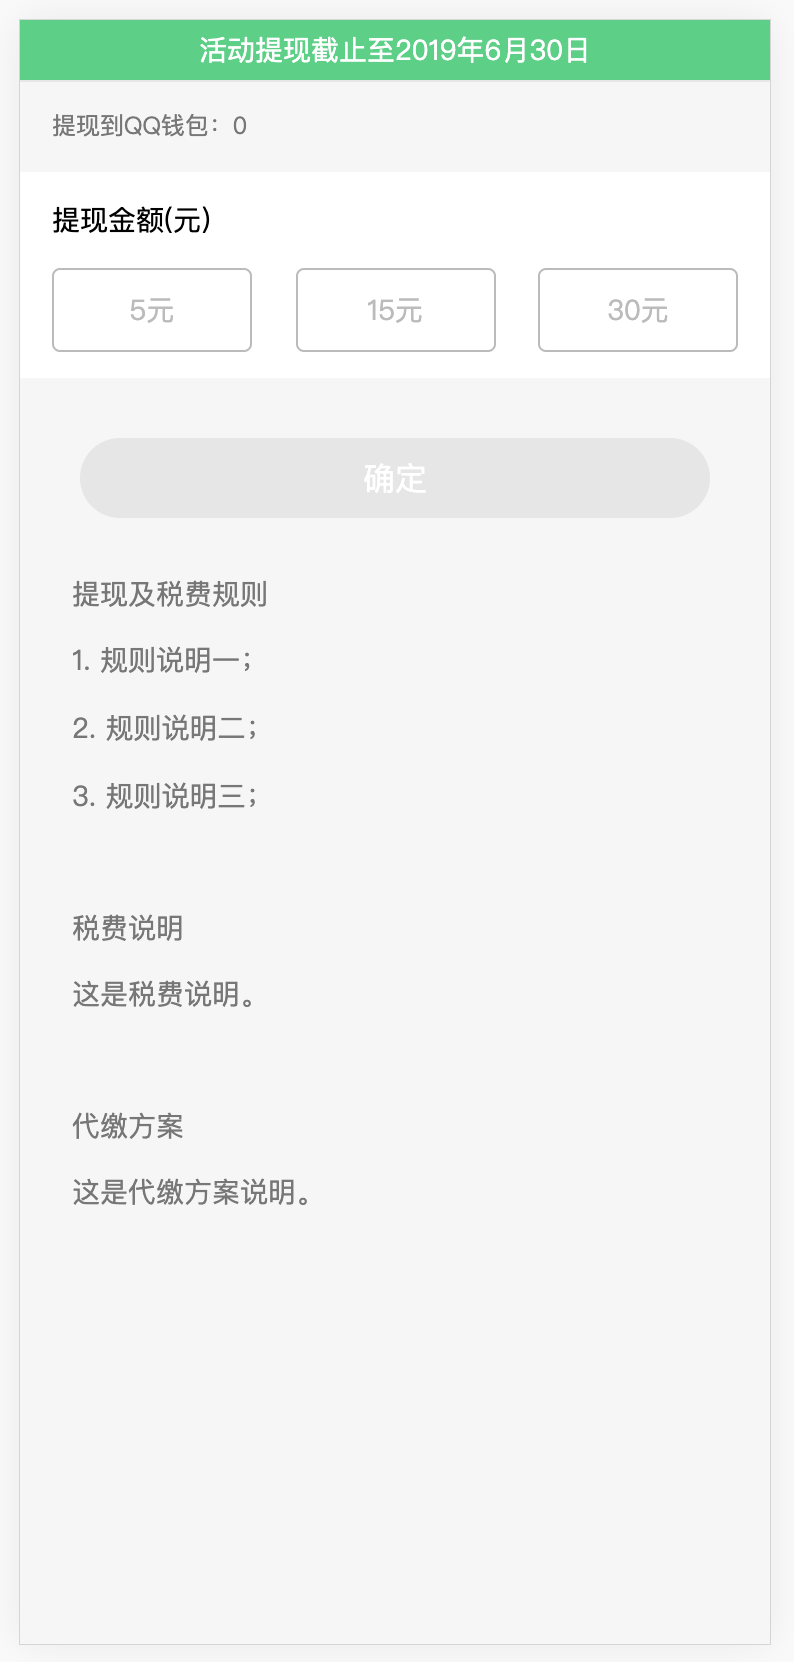 活动提现截止至2019年6月30日
提现到QQ钱包：0
提现金额(元)
5元 15元 30元
确定
提现及税费规则
1. 规则说明一；
2. 规则说明二；
3. 规则说明三；
税费说明
这是税费说明。
代缴方案
这是代缴方案说明。